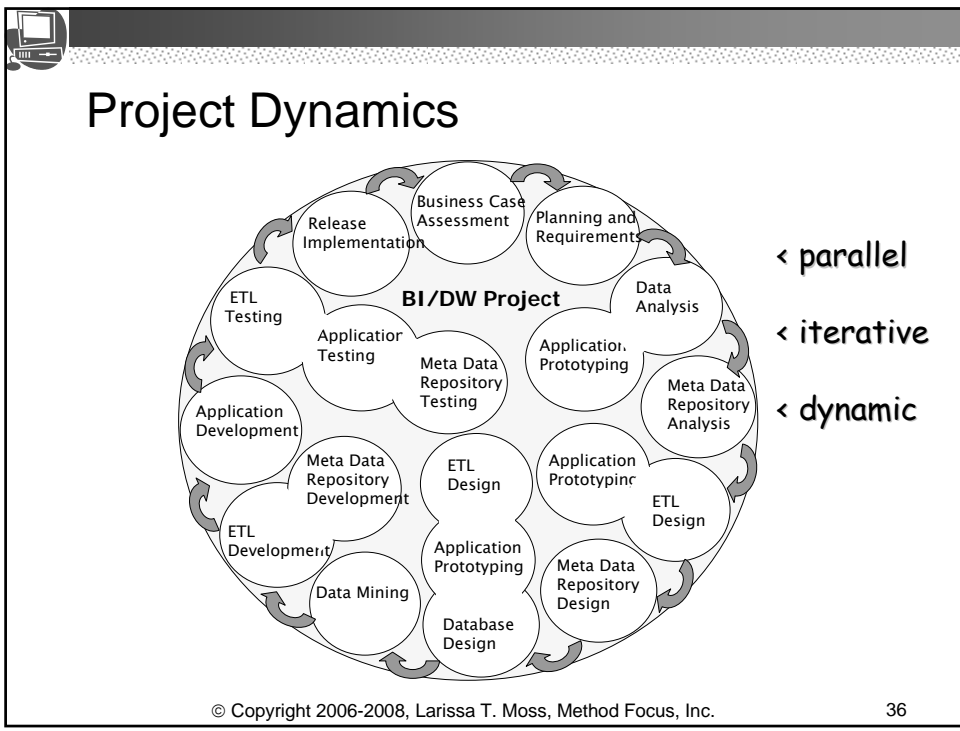 Project Dynamics
Business Case
Assessment
Planning and
Requirements
Release
Implementation
BI/DW Project
Data
Analysis
ETL
Testing
Application
Testing
Application
Prototyping
Meta Data
Repository
Testing
Meta Data
Repository
Analysis
Application
Development
Meta Data
Repository
Development
ETL
Design
Application
Prototyping
ETL
Design
ETL
Development
Application
Prototyping
Meta Data
Repository
Design
Data Mining
Database
Design
< parallel
< iterative
< dynamic
© Copyright 2006-2008, Larissa T. Moss, Method Focus, Inc.
36